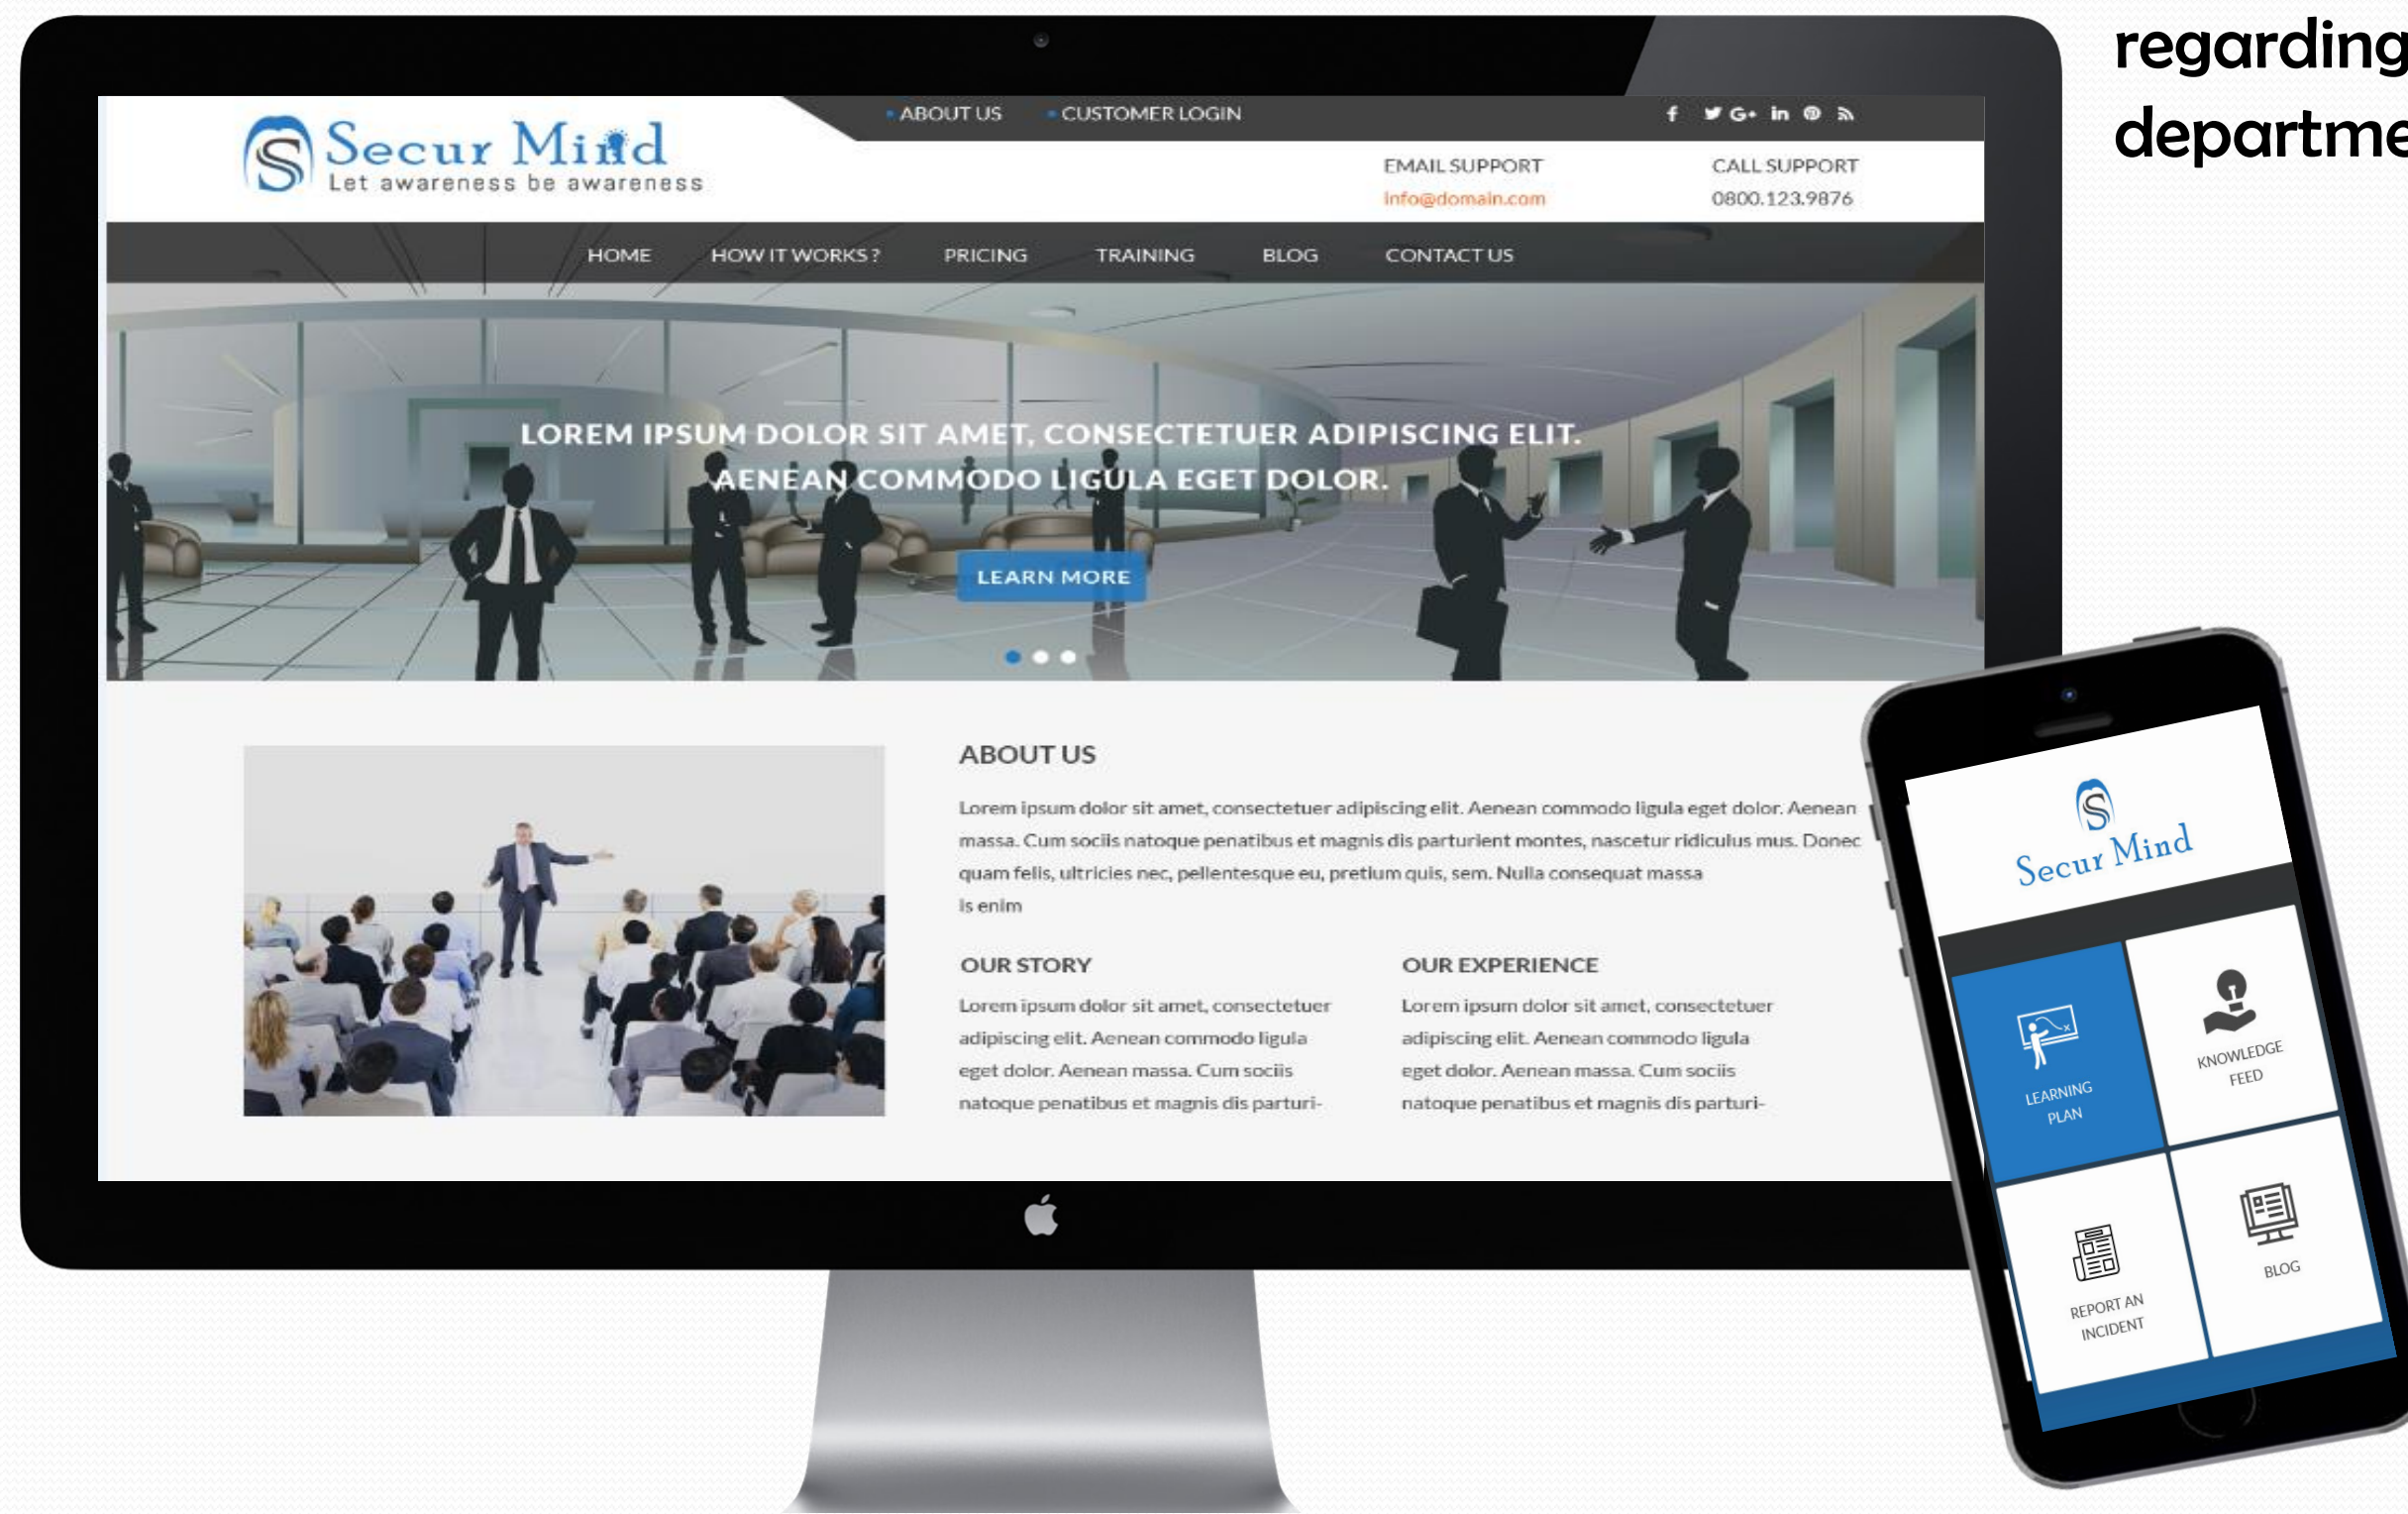 regarding
ABOUT US
CUSTOMER LOGIN
f G+ in
Secur Mind
Let awareness be awareness
EMAIL SUPPORT
info@domain.com
CALL SUPPORT
0800.123.9876
HOME
HOW IT WORKS ?
PRICING
TRAINING
BLOG
CONTACT US
LOREM IPSUM DOLOR SIT AMET, CONSECTETUER ADIPISCING ELIT.
AENEAN COMMODO LIGULA EGET DOLOR.
LEARN MORE
ABOUT US
Lorem ipsum dolor sit amet, consectetuer adipiscing elit. Aenean commodo ligula eget dolor. Aenean
massa. Cum sociis natoque penatibus et magnis dis parturient montes, nascetur ridiculus mus. Donec
quam felis, ultricies nec, pellentesque eu, pretium quis, sem. Nulla consequat massa
is enim
OUR STORY
Lorem ipsum dolor sit amet, consectetuer
adipiscing elit. Aenean commodo ligula
eget dolor. Aenean massa. Cum sociis
natoque penatibus et magnis dis parturi-
OUR EXPERIENCE
Lorem ipsum dolor sit amet, consectetuer
adipiscing elit. Aenean commodo ligula
eget dolor. Aenean massa. Cum sociis
natoque penatibus et magnis dis parturi-
S
Secur Mind
LEARNING
PLAN
KNOWLEDGE
FEED
REPORT AN
INCIDENT
BLOG